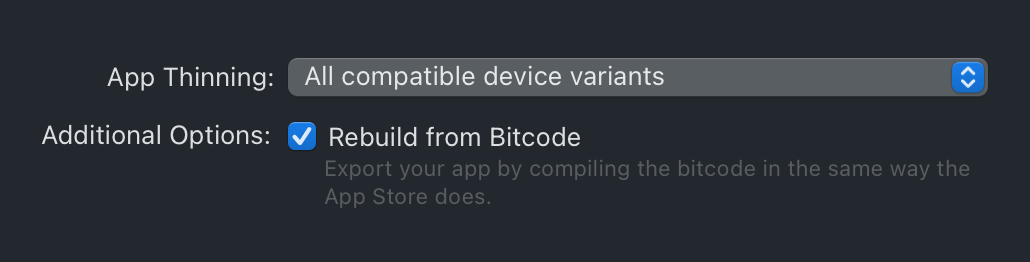 App Thinning: All compatible device variants
Additional Options: Rebuild from Bitcode
Export your app by compiling the bitcode in the same way the
App Store does.